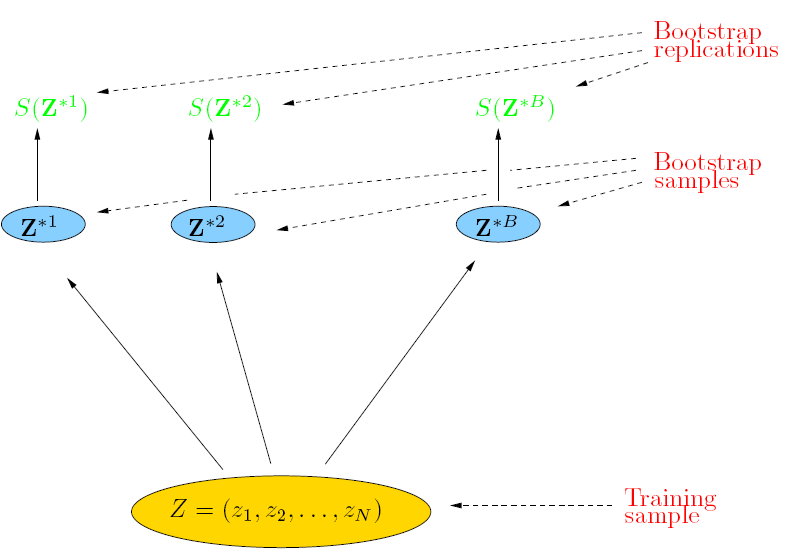 Bootstrap
replications
S(Z*1) S(Z*2) S(Z*B)
Bootstrap
samples
Z*1 Z*2 Z*B
Z = (z1, z2, . . . , zN)
Training
sample